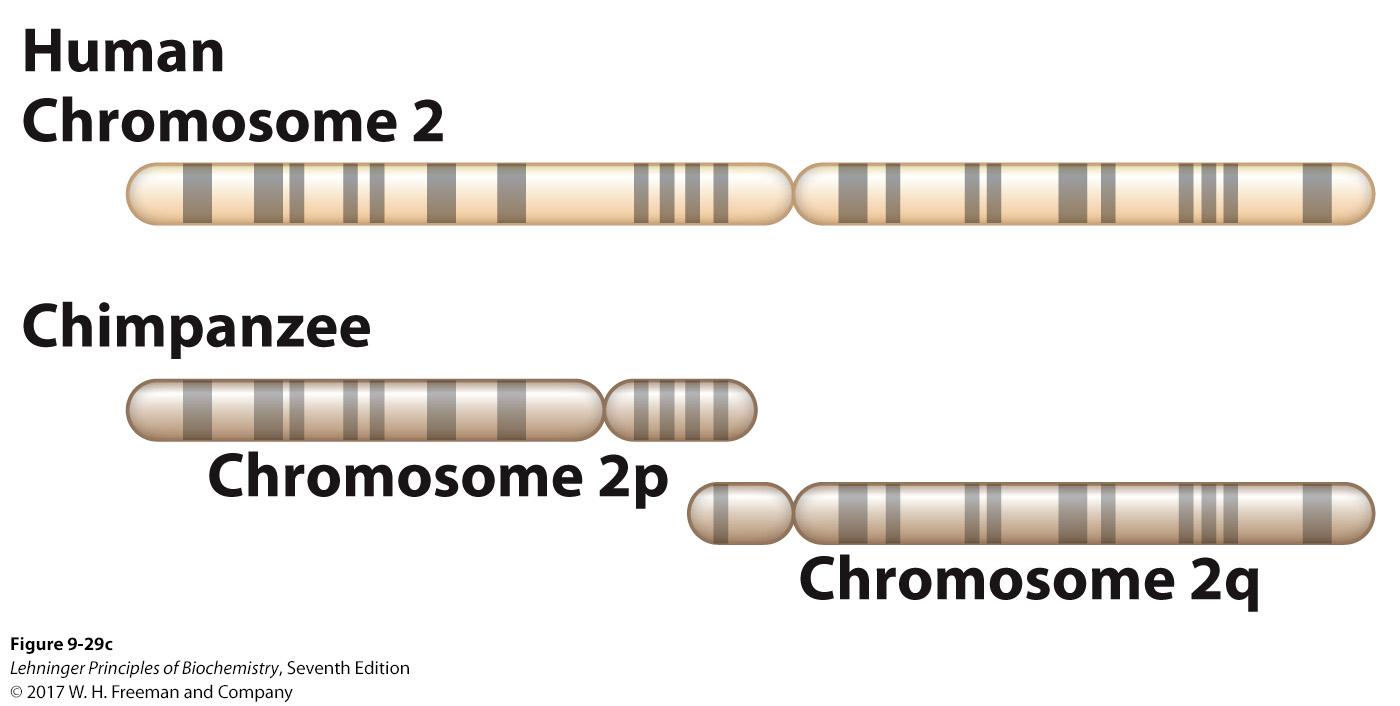 Human
Chromosome 2
Chimpanzee
Chromosome 2p
Chromosome 2q
Figure 9-29c
Lehninger Principles of Biochemistry, Seventh Edition
© 2017 W. H. Freeman and Company